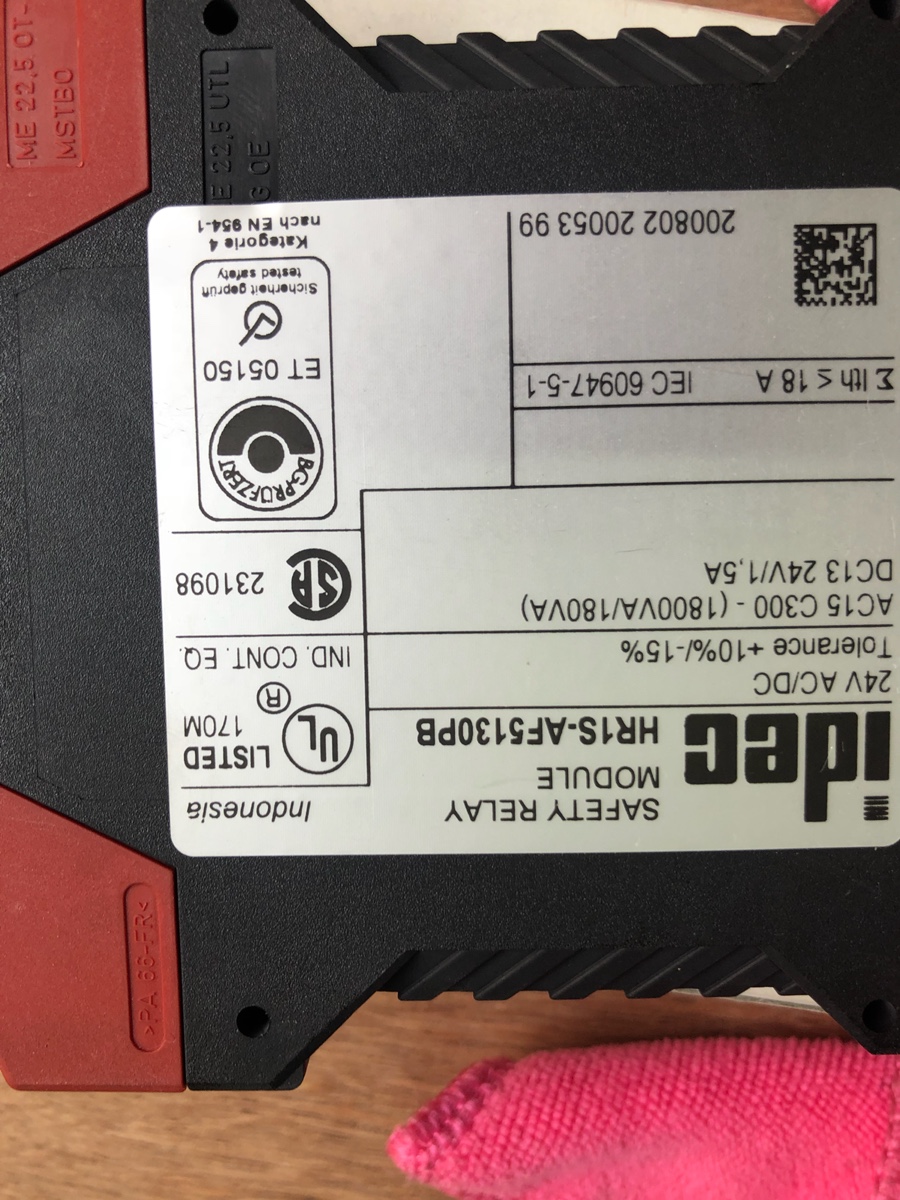 idec
SAFETY RELAY
MODULE
HR1S-AF5130PB
24V AC/DC
Tolerance +10%/-15%
AC15 C300 - (1800VA/180VA)
DC13 24V/1,5A
Σ Ith ≤ 18 A IEC 60947-5-1
200802 20053 99
Indonesia
UL
LISTED
170M
®
IND. CONT. EQ.
SA
231098
BG-PRÜFZERT
ET 05150
Sicherheit geprüft
tested safety
Kategorie 4
nach EN 954-1
ME 22,5 OT-
MSTBO
E 22,5 UTL
G OE
>PA 66-FR<